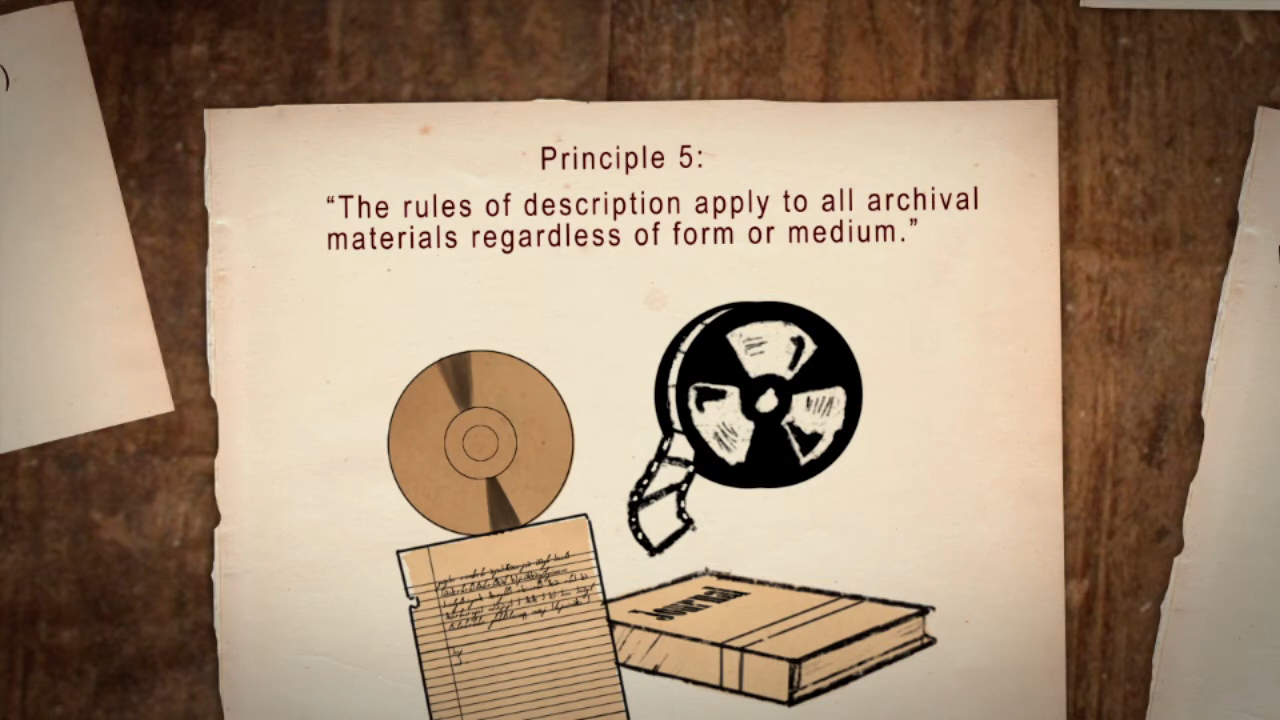 )
Principle 5:
“The rules of description apply to all archival
materials regardless of form or medium.”
Journal